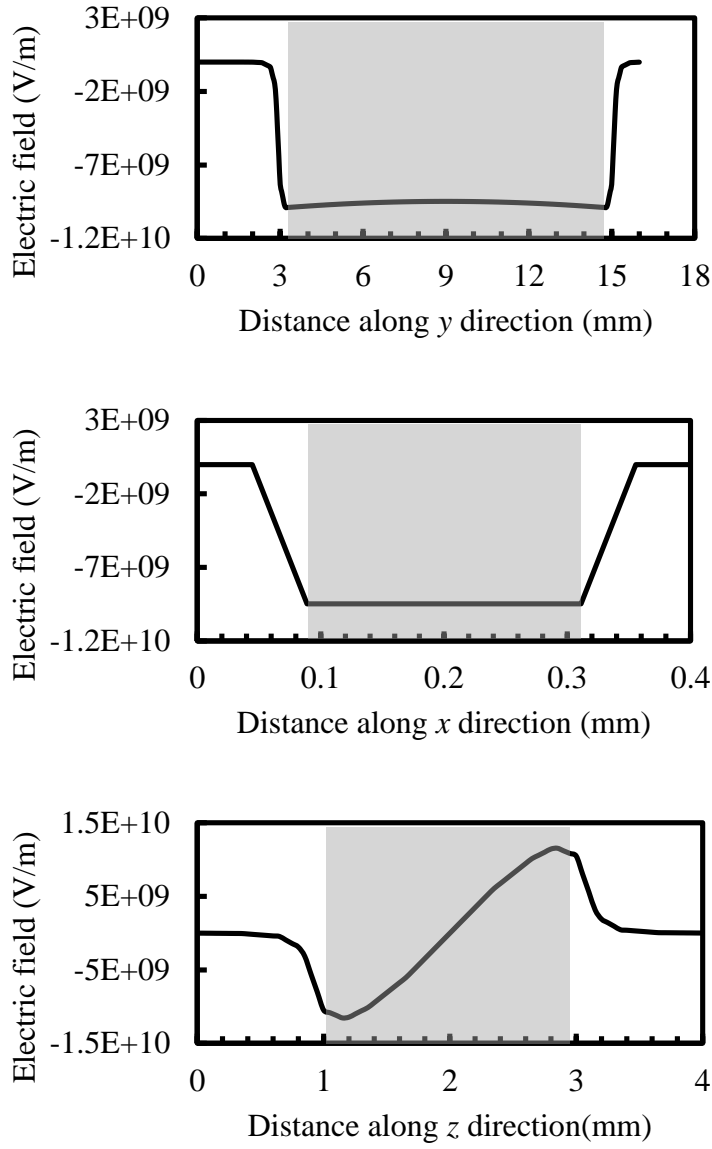 3E+09
-2E+09
-7E+09
-1.2E+10
Electric field (V/m)
0 3 6 9 12 15 18
Distance along y direction (mm)
3E+09
-2E+09
-7E+09
-1.2E+10
Electric field (V/m)
0 0.1 0.2 0.3 0.4
Distance along x direction (mm)
1.5E+10
5E+09
-5E+09
-1.5E+10
Electric field (V/m)
0 1 2 3 4
Distance along z direction(mm)